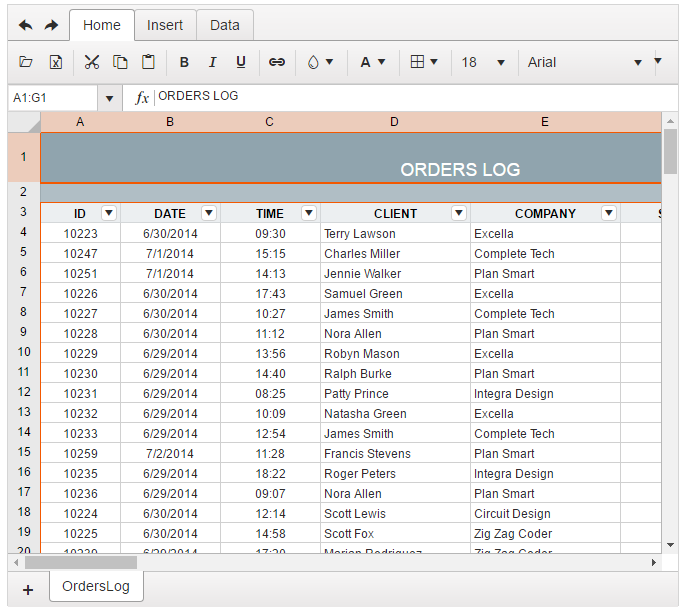 Home Insert Data
B I U A 18 Arial
A1:G1 fx ORDERS LOG
A B C D E
1 ORDERS LOG
2
3 ID DATE TIME CLIENT COMPANY
4 10223 6/30/2014 09:30 Terry Lawson Excella
5 10247 7/1/2014 15:15 Charles Miller Complete Tech
6 10251 7/1/2014 14:13 Jennie Walker Plan Smart
7 10226 6/30/2014 17:43 Samuel Green Excella
8 10227 6/30/2014 10:27 James Smith Complete Tech
9 10228 6/30/2014 11:12 Nora Allen Plan Smart
10 10229 6/29/2014 13:56 Robyn Mason Excella
11 10230 6/29/2014 14:40 Ralph Burke Plan Smart
12 10231 6/29/2014 08:25 Patty Prince Integra Design
13 10232 6/29/2014 10:09 Natasha Green Excella
14 10233 6/29/2014 12:54 James Smith Complete Tech
15 10259 7/2/2014 11:28 Francis Stevens Plan Smart
16 10235 6/29/2014 18:22 Roger Peters Integra Design
17 10236 6/29/2014 09:07 Nora Allen Plan Smart
18 10224 6/30/2014 12:14 Scott Lewis Circuit Design
19 10225 6/30/2014 14:58 Scott Fox Zig Zag Coder
20 6/29/2014 Marian Rodriguez Zig Zag Coder
+ OrdersLog